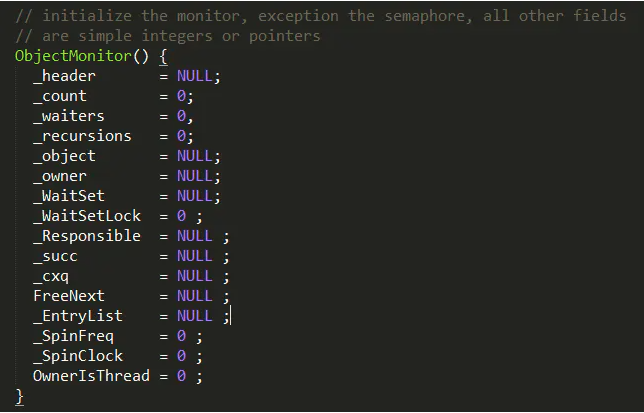 // initialize the monitor, exception the semaphore, all other fields
// are simple integers or pointers
ObjectMonitor() {
  _header       = NULL;
  _count        = 0;
  _waiters      = 0,
  _recursions   = 0;
  _object       = NULL;
  _owner        = NULL;
  _WaitSet      = NULL;
  _WaitSetLock  = 0 ;
  _Responsible  = NULL ;
  _succ         = NULL ;
  _cxq          = NULL ;
  FreeNext      = NULL ;
  _EntryList    = NULL ;
  _SpinFreq     = 0 ;
  _SpinClock    = 0 ;
  OwnerIsThread = 0 ;
}